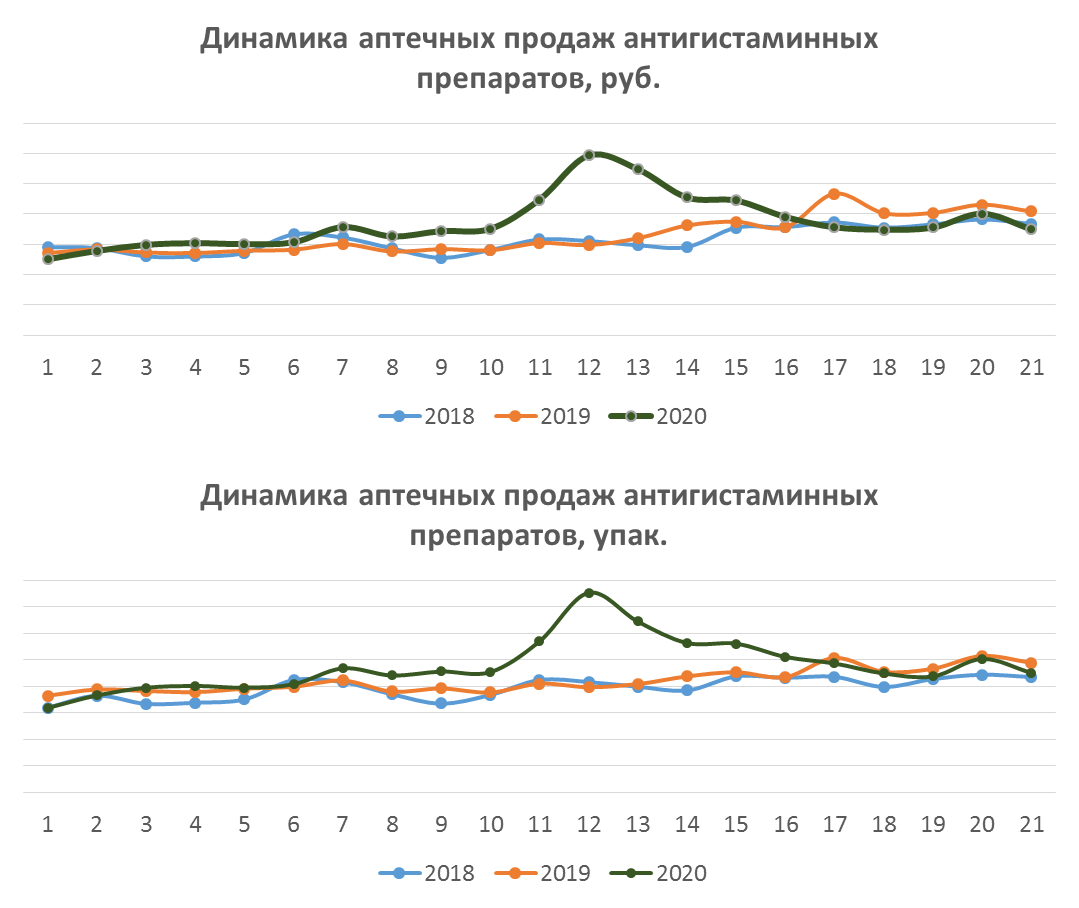 Динамика аптечных продаж антигистаминных
препаратов, руб.
1 2 3 4 5 6 7 8 9 10 11 12 13 14 15 16 17 18 19 20 21
2018 2019 2020
Динамика аптечных продаж антигистаминных
препаратов, упак.
1 2 3 4 5 6 7 8 9 10 11 12 13 14 15 16 17 18 19 20 21
2018 2019 2020